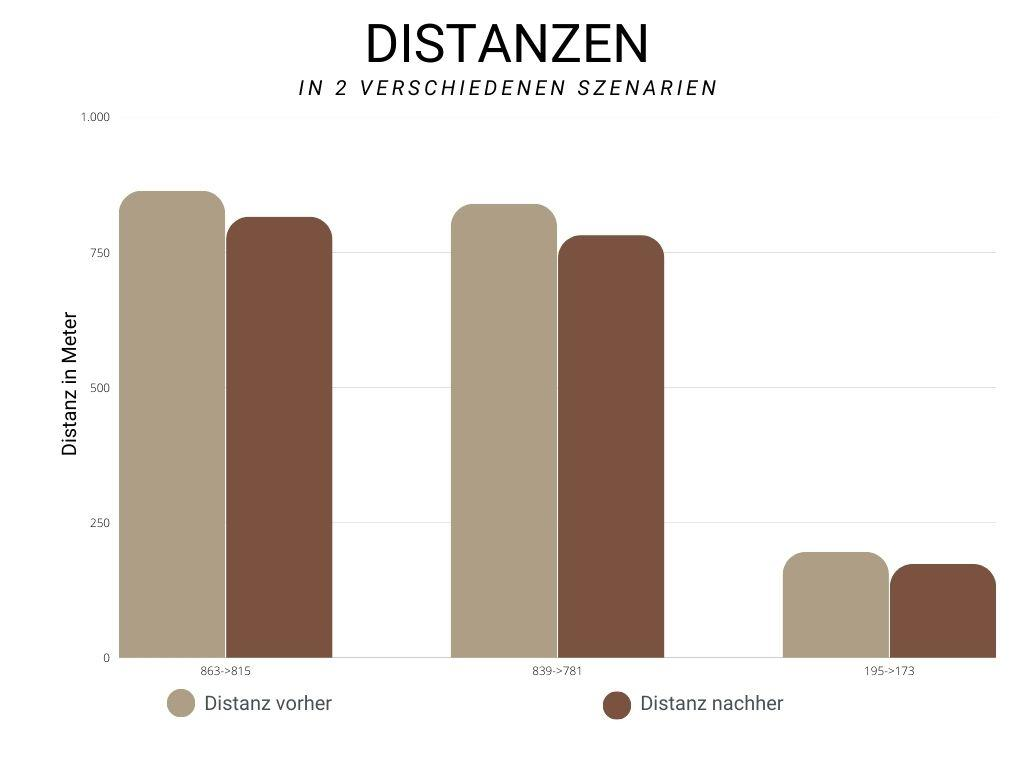 DISTANZEN
IN 2 VERSCHIEDENEN SZENARIEN
1.000
750
500
250
0
Distanz in Meter
863->815
839->781
195->173
Distanz vorher
Distanz nachher